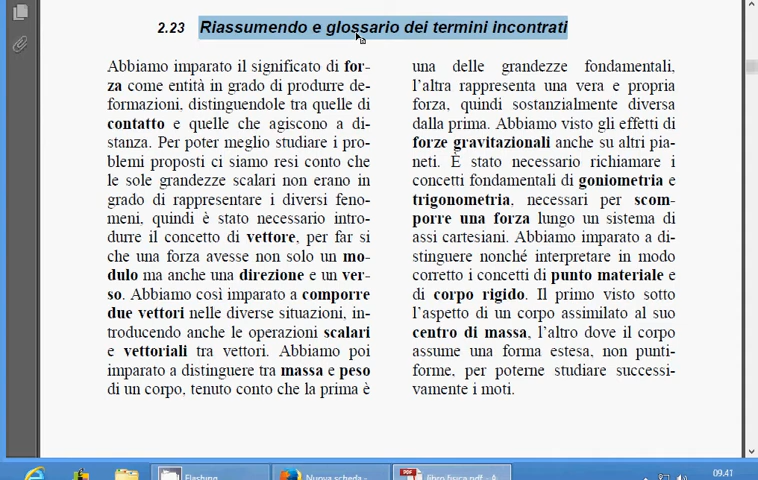 2.23 Riassumendo e glossario dei termini incontrati
Abbiamo imparato il significato di for-
za come entità in grado di produrre de-
formazioni, distinguendole tra quelle di
contatto e quelle che agiscono a di-
stanza. Per poter meglio studiare i pro-
blemi proposti ci siamo resi conto che
le sole grandezze scalari non erano in
grado di rappresentare i diversi feno-
meni, quindi è stato necessario intro-
durre il concetto di vettore, per far si
che una forza avesse non solo un mo-
dulo ma anche una direzione e un ver-
so. Abbiamo così imparato a comporre
due vettori nelle diverse situazioni, in-
troducendo anche le operazioni scalari
e vettoriali tra vettori. Abbiamo poi
imparato a distinguere tra massa e peso
di un corpo, tenuto conto che la prima è
una delle grandezze fondamentali,
l'altra rappresenta una vera e propria
forza, quindi sostanzialmente diversa
dalla prima. Abbiamo visto gli effetti di
forze gravitazionali anche su altri pia-
neti. È stato necessario richiamare i
concetti fondamentali di goniometria e
trigonometria, necessari per scom-
porre una forza lungo un sistema di
assi cartesiani. Abbiamo imparato a di-
stinguere nonché interpretare in modo
corretto i concetti di punto materiale e
di corpo rigido. Il primo visto sotto
l'aspetto di un corpo assimilato al suo
centro di massa, l'altro dove il corpo
assume una forma estesa, non punti-
forme, per poterne studiare successi-
vamente i moti.
Flashing
Nuova scheda -
libro fisica.pdf - A
09.41